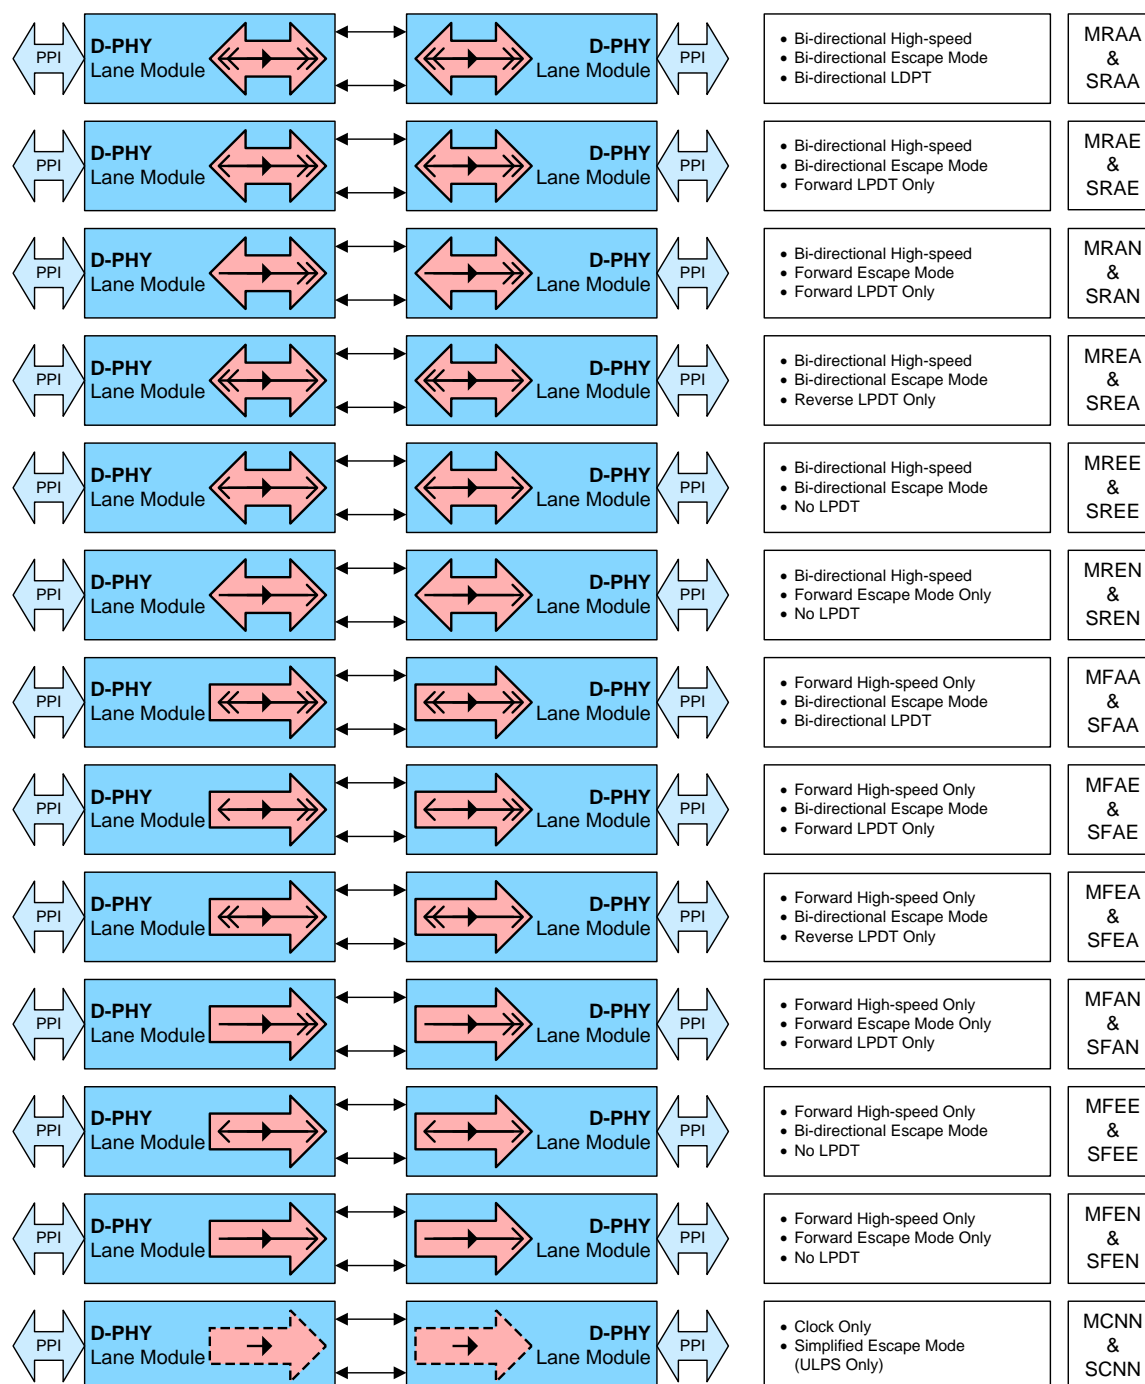 PPI D-PHY Lane Module D-PHY Lane Module PPI
• Bi-directional High-speed
• Bi-directional Escape Mode
• Bi-directional LDPT
MRAA
&
SRAA
PPI D-PHY Lane Module D-PHY Lane Module PPI
• Bi-directional High-speed
• Bi-directional Escape Mode
• Forward LPDT Only
MRAE
&
SRAE
PPI D-PHY Lane Module D-PHY Lane Module PPI
• Bi-directional High-speed
• Forward Escape Mode
• Forward LPDT Only
MRAN
&
SRAN
PPI D-PHY Lane Module D-PHY Lane Module PPI
• Bi-directional High-speed
• Bi-directional Escape Mode
• Reverse LPDT Only
MREA
&
SREA
PPI D-PHY Lane Module D-PHY Lane Module PPI
• Bi-directional High-speed
• Bi-directional Escape Mode
• No LPDT
MREE
&
SREE
PPI D-PHY Lane Module D-PHY Lane Module PPI
• Bi-directional High-speed
• Forward Escape Mode Only
• No LPDT
MREN
&
SREN
PPI D-PHY Lane Module D-PHY Lane Module PPI
• Forward High-speed Only
• Bi-directional Escape Mode
• Bi-directional LPDT
MFAA
&
SFAA
PPI D-PHY Lane Module D-PHY Lane Module PPI
• Forward High-speed Only
• Bi-directional Escape Mode
• Forward LPDT Only
MFAE
&
SFAE
PPI D-PHY Lane Module D-PHY Lane Module PPI
• Forward High-speed Only
• Bi-directional Escape Mode
• Reverse LPDT Only
MFEA
&
SFEA
PPI D-PHY Lane Module D-PHY Lane Module PPI
• Forward High-speed Only
• Forward Escape Mode Only
• Forward LPDT Only
MFAN
&
SFAN
PPI D-PHY Lane Module D-PHY Lane Module PPI
• Forward High-speed Only
• Bi-directional Escape Mode
• No LPDT
MFEE
&
SFEE
PPI D-PHY Lane Module D-PHY Lane Module PPI
• Forward High-speed Only
• Forward Escape Mode Only
• No LPDT
MFEN
&
SFEN
PPI D-PHY Lane Module D-PHY Lane Module PPI
• Clock Only
• Simplified Escape Mode
(ULPS Only)
MCNN
&
SCNN